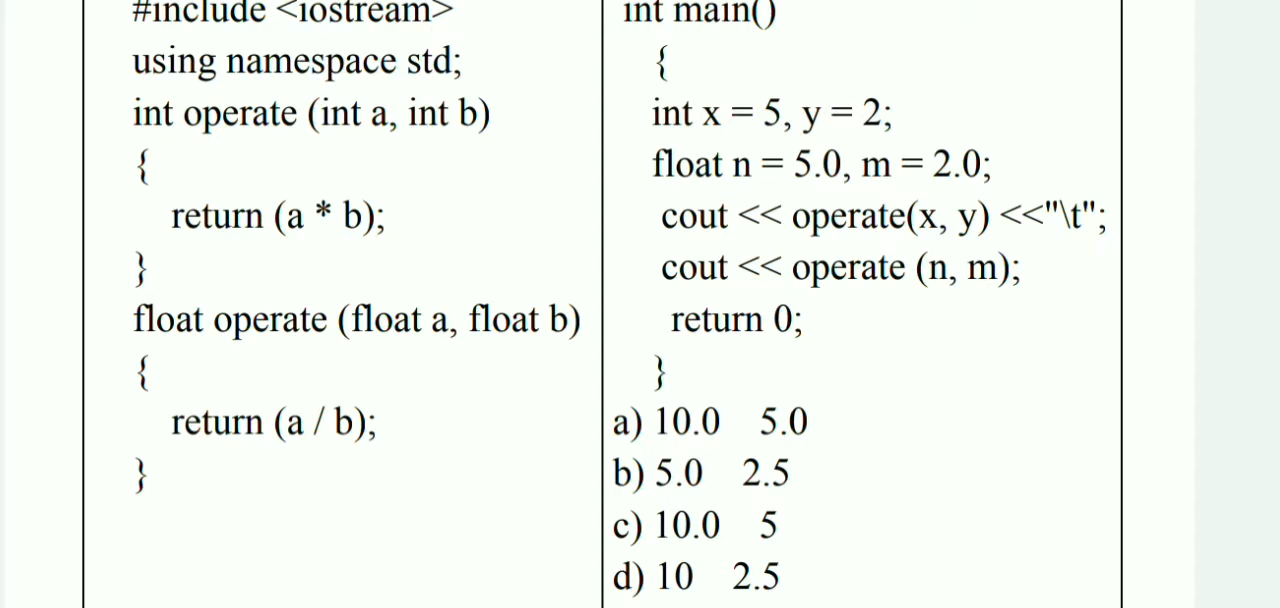 #include <iostream>
using namespace std;
int operate (int a, int b)
{
return (a * b);
}
float operate (float a, float b)
{
return (a / b);
}
int main()
{
int x = 5, y = 2;
float n = 5.0, m = 2.0;
cout << operate(x, y) <<"\t";
cout << operate (n, m);
return 0;
}
a) 10.0 5.0
b) 5.0 2.5
c) 10.0 5
d) 10 2.5